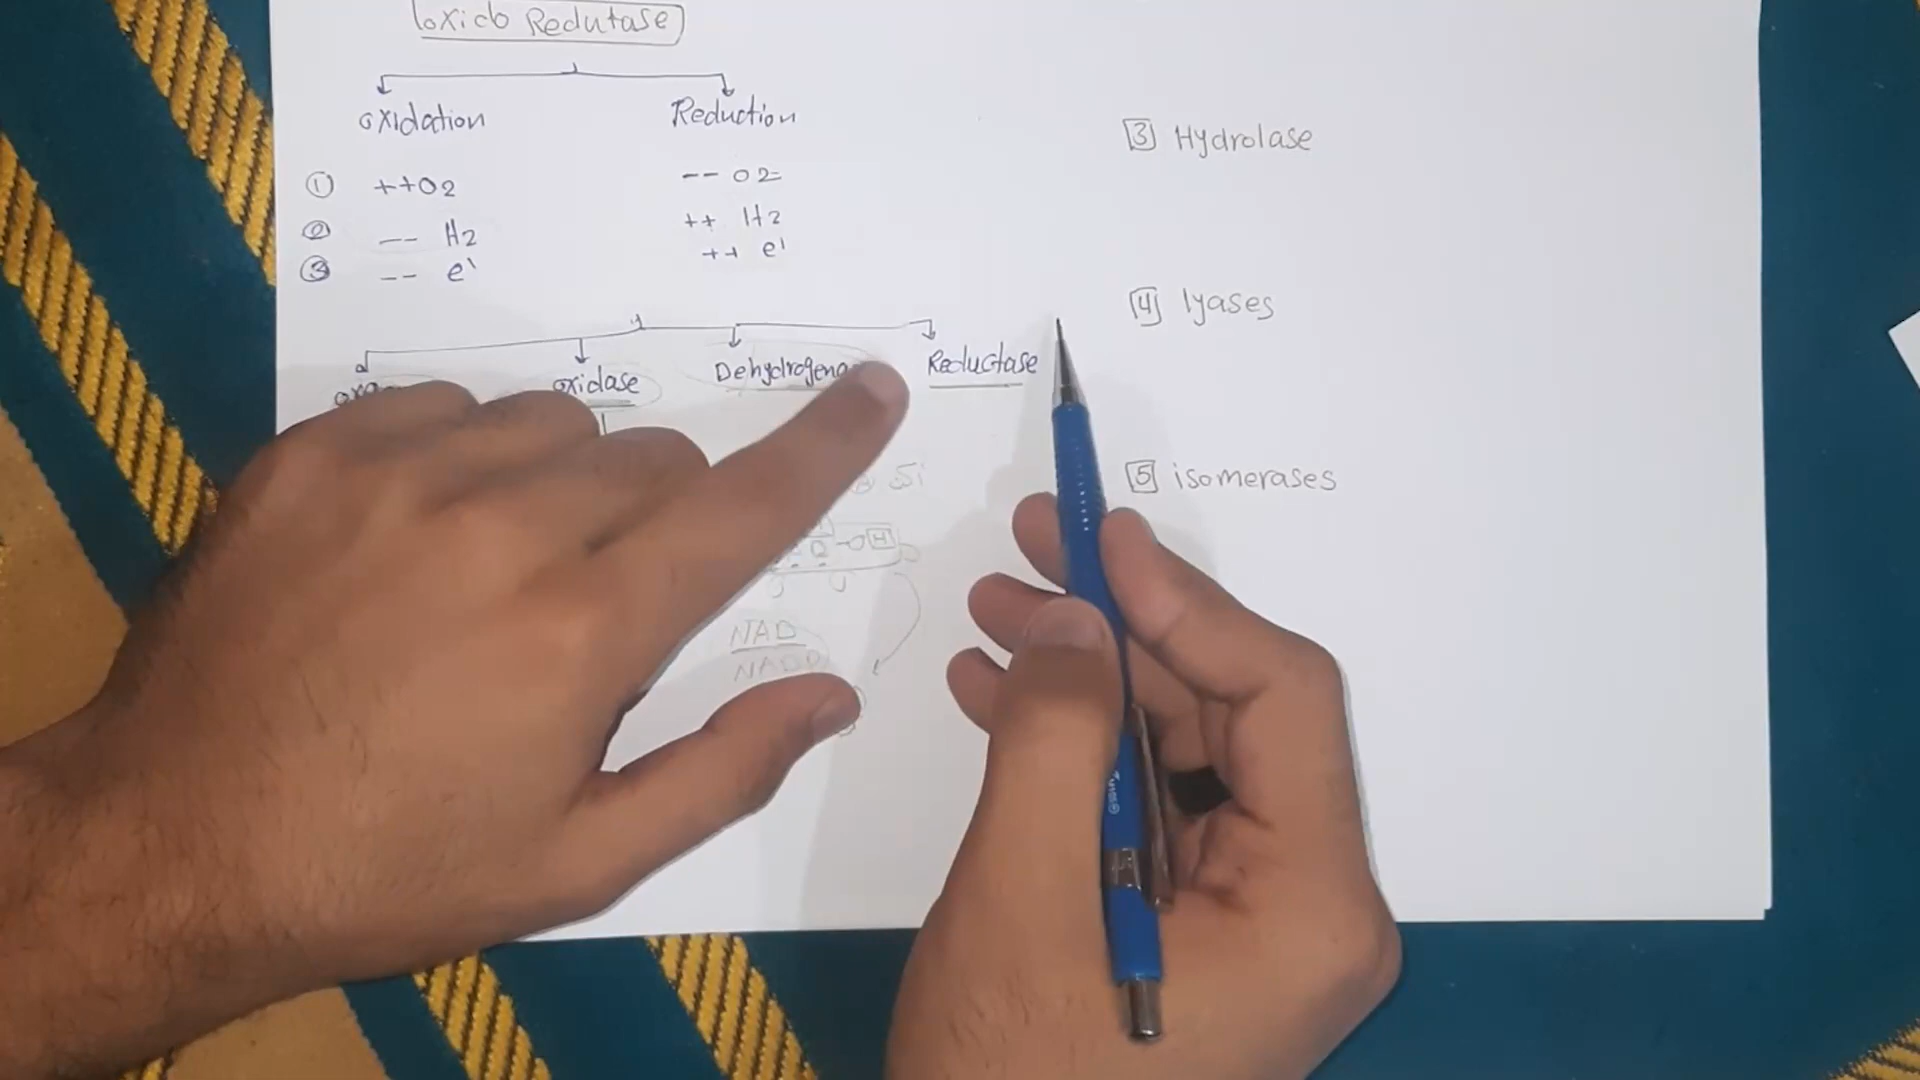 oxido Redutase
oxidation Reduction
① ++O2 -- O2
② -- H2 ++ H2
③ -- e' ++ e'
oxidase Reductase
NAD
[3] Hydrolase
[4] lyases
[5] isomerases